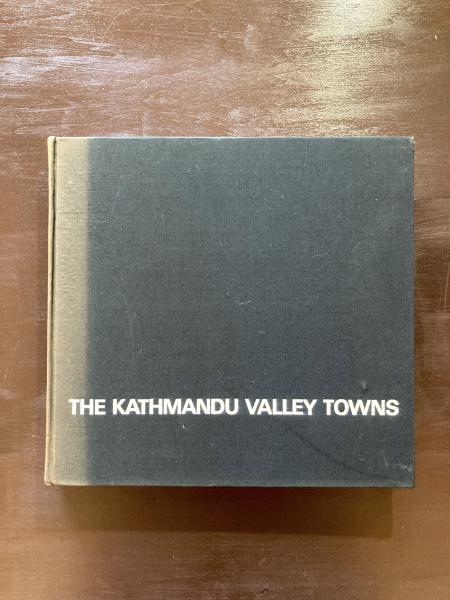 THE KATHMANDU VALLEY TOWNS